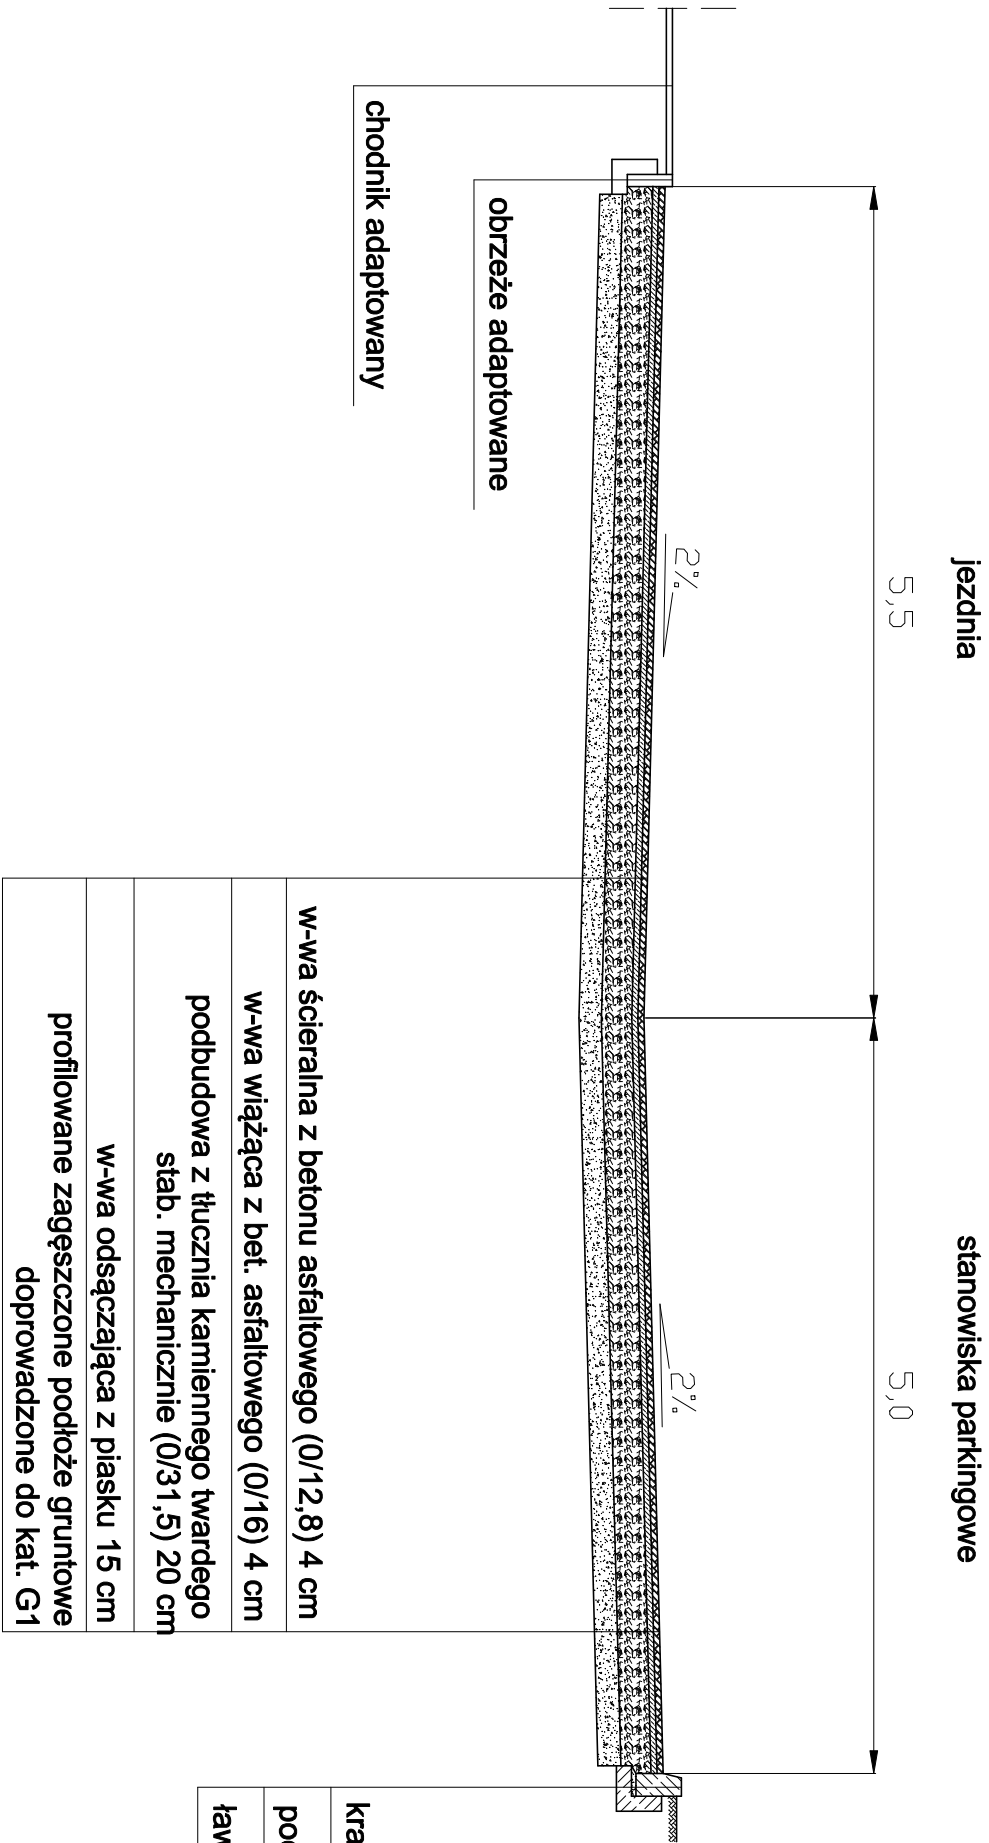 jezdnia
stanowiska parkingowe
5,5
5,0
2%
2%
obrzeże adaptowane
chodnik adaptowany
w-wa ścieralna z betonu asfaltowego (0/12,8) 4 cm
w-wa wiążąca z bet. asfaltowego (0/16) 4 cm
podbudowa z tłucznia kamiennego twardego
stab. mechanicznie (0/31,5) 20 cm
w-wa odsączająca z piasku 15 cm
profilowane zagęszczone podłoże gruntowe
doprowadzone do kat. G1